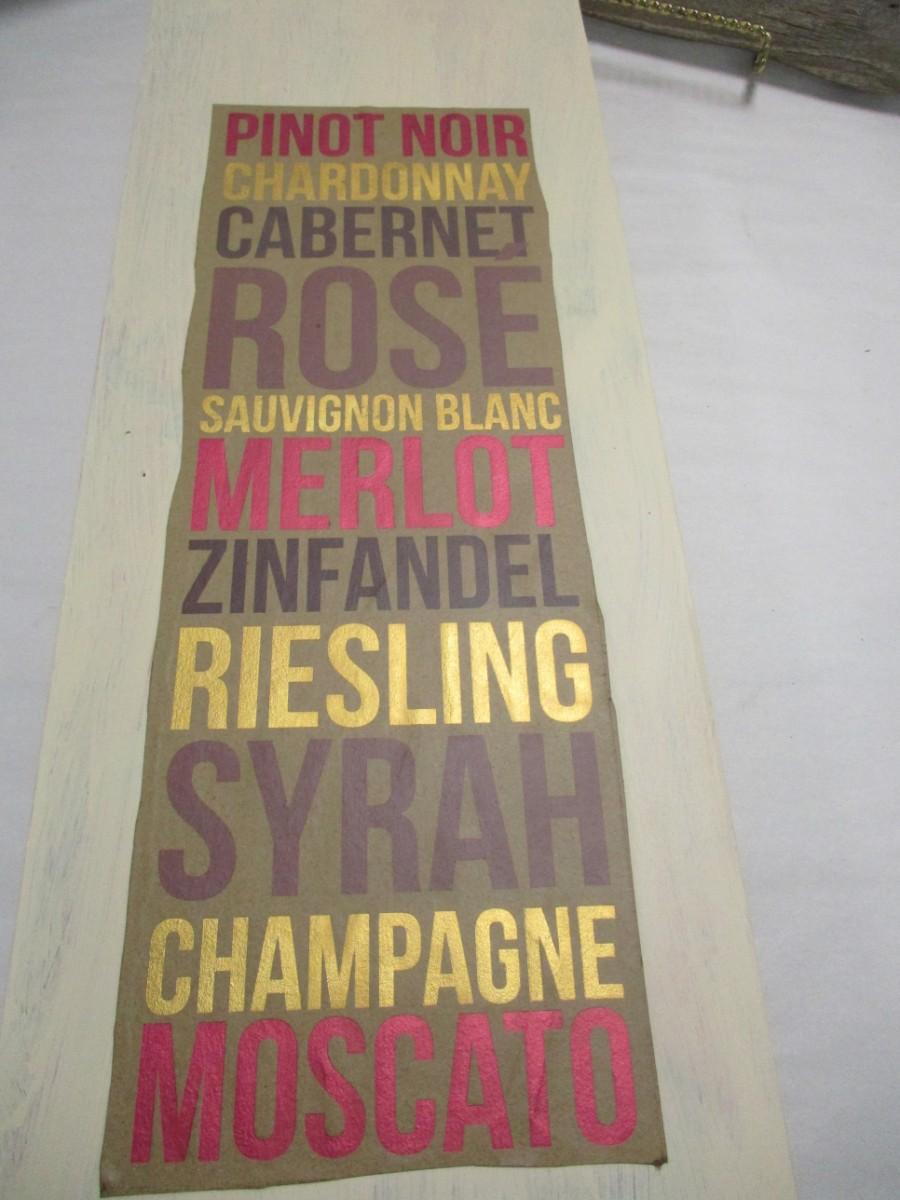 PINOT NOIR
CHARDONNAY
CABERNET
ROSÉ
SAUVIGNON BLANC
MERLOT
ZINFANDEL
RIESLING
SYRAH
CHAMPAGNE
MOSCATO